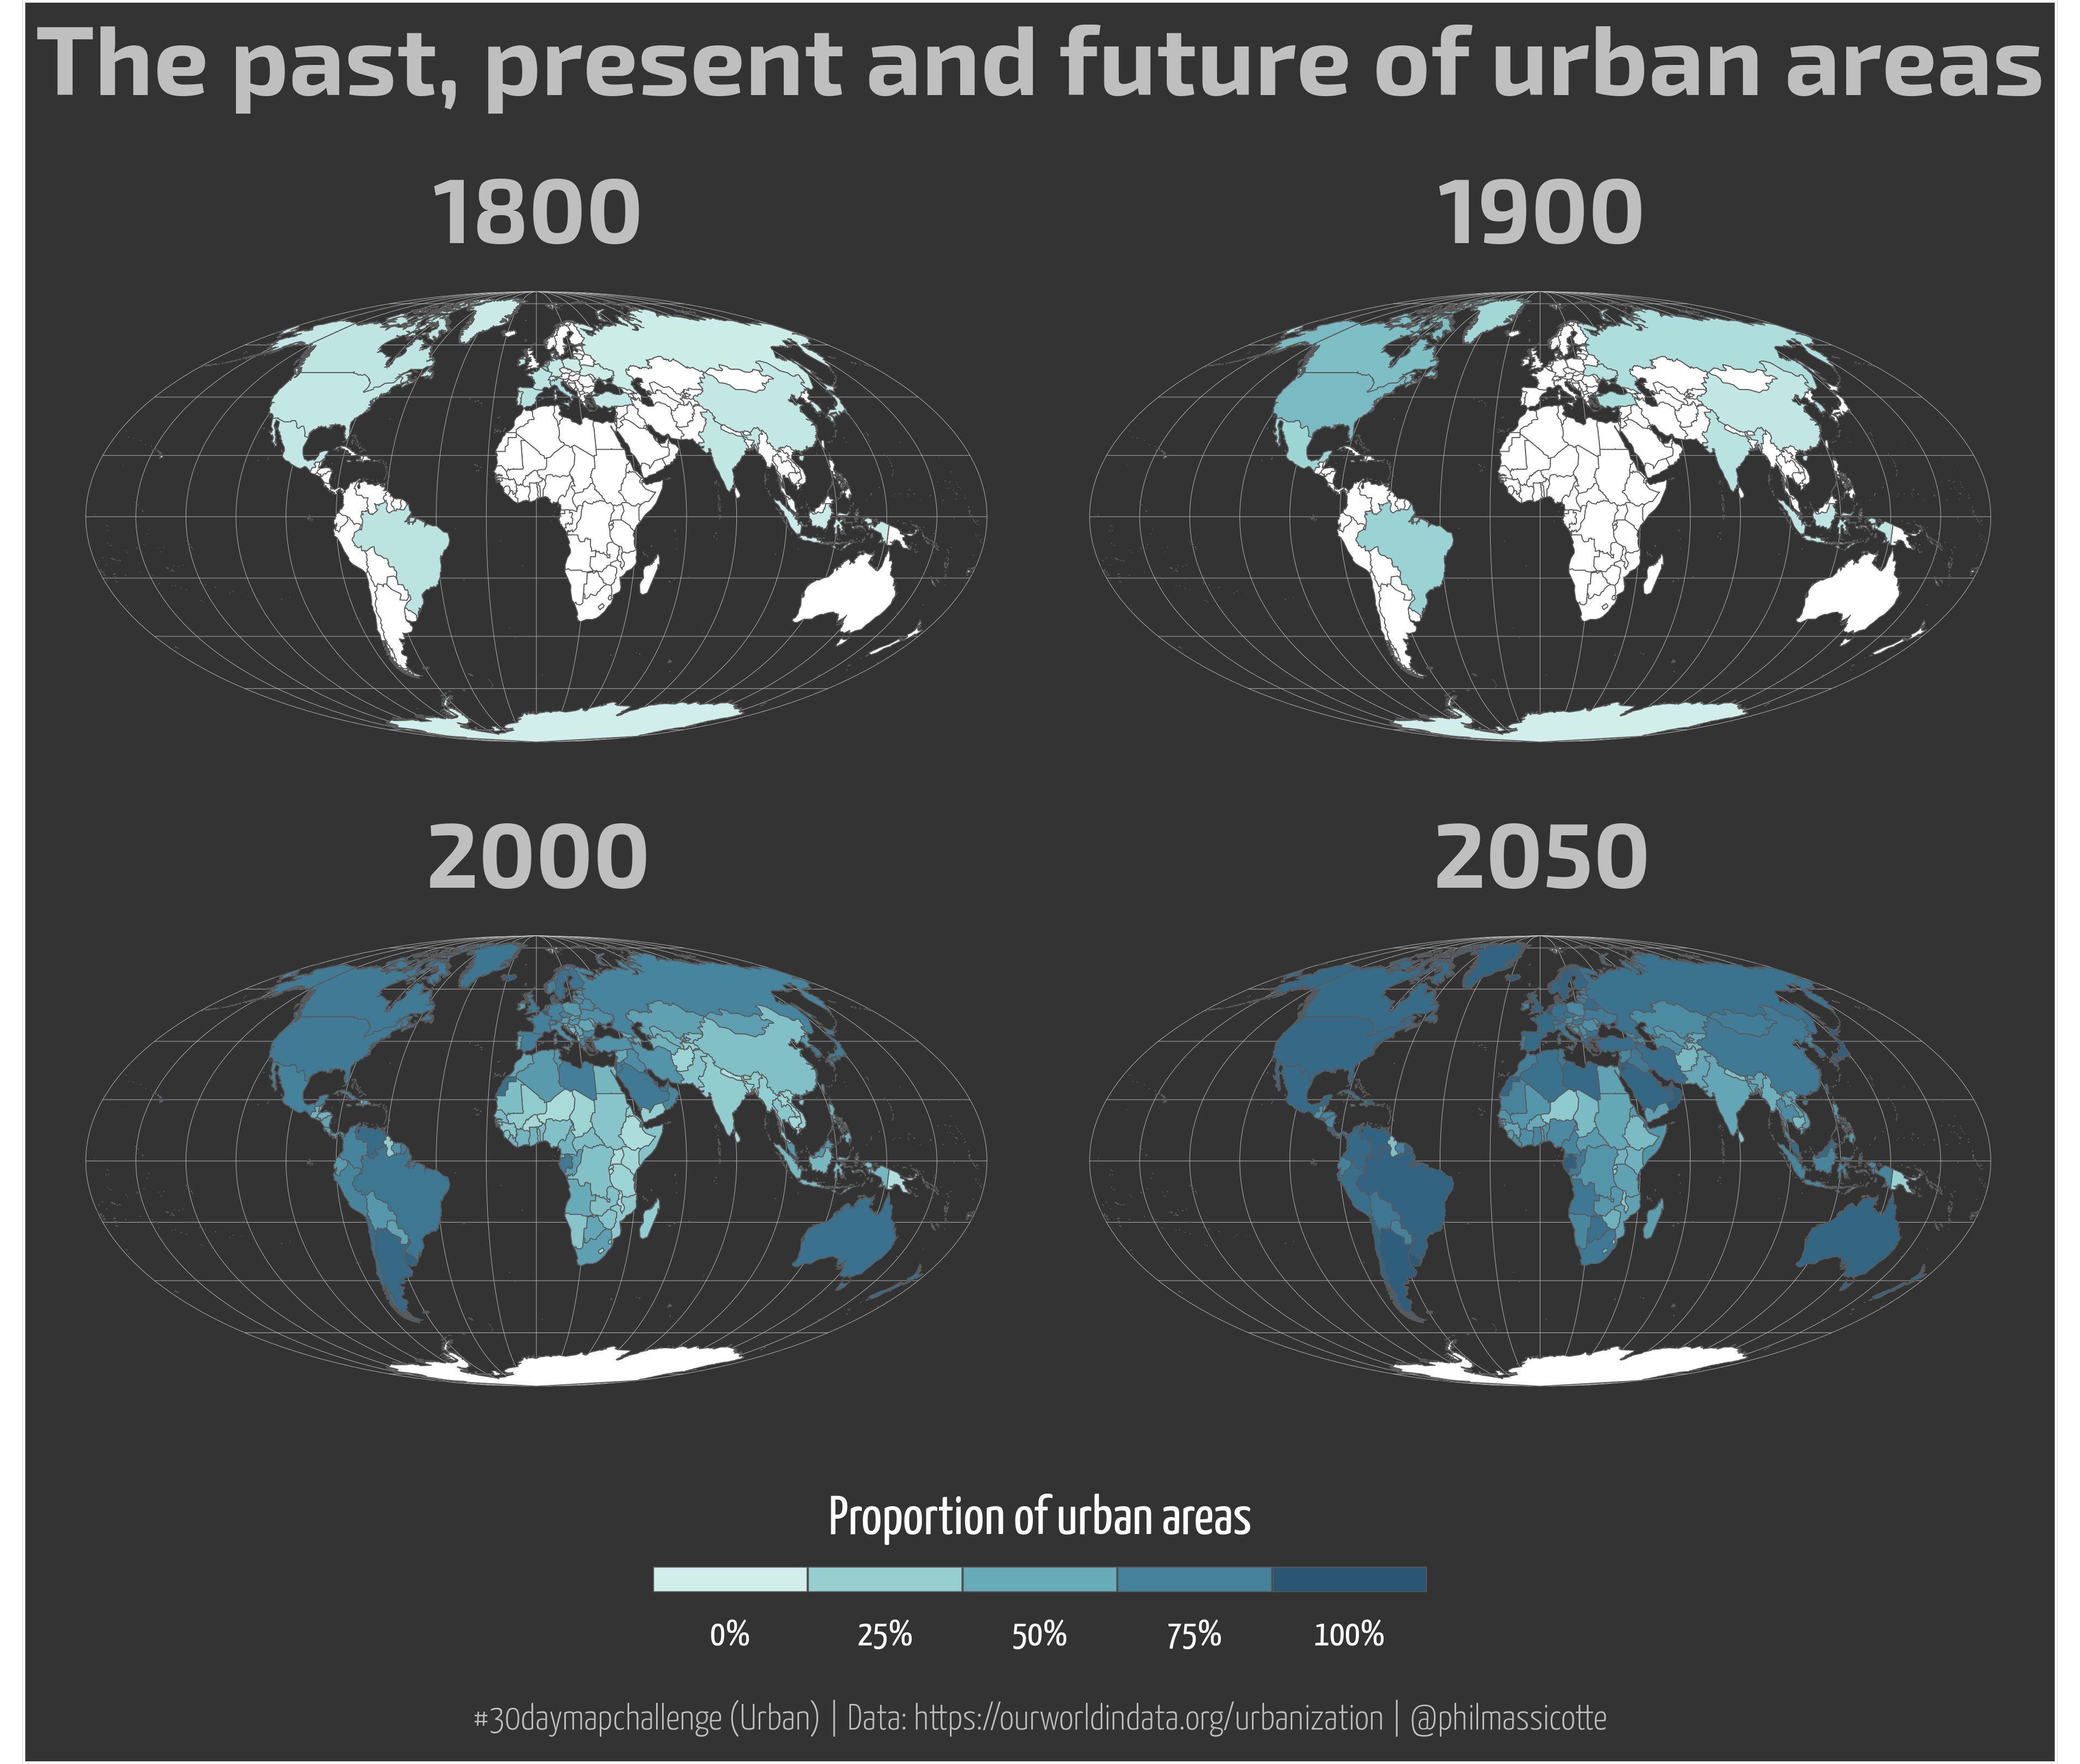 The past, present and future of urban areas
1800
1900
2000
2050
Proportion of urban areas
0% 25% 50% 75% 100%
#30daymapchallenge (Urban) | Data: https://ourworldindata.org/urbanization | @philmassicotte